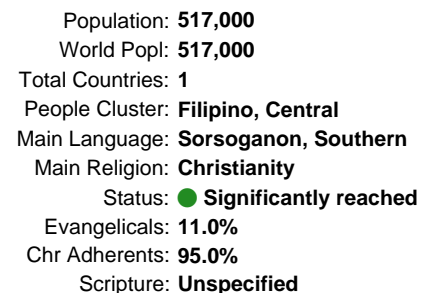 Population: 517,000
World Popl: 517,000
Total Countries: 1
People Cluster: Filipino, Central
Main Language: Sorsoganon, Southern
Main Religion: Christianity
Status: Significantly reached
Evangelicals: 11.0%
Chr Adherents: 95.0%
Scripture: Unspecified